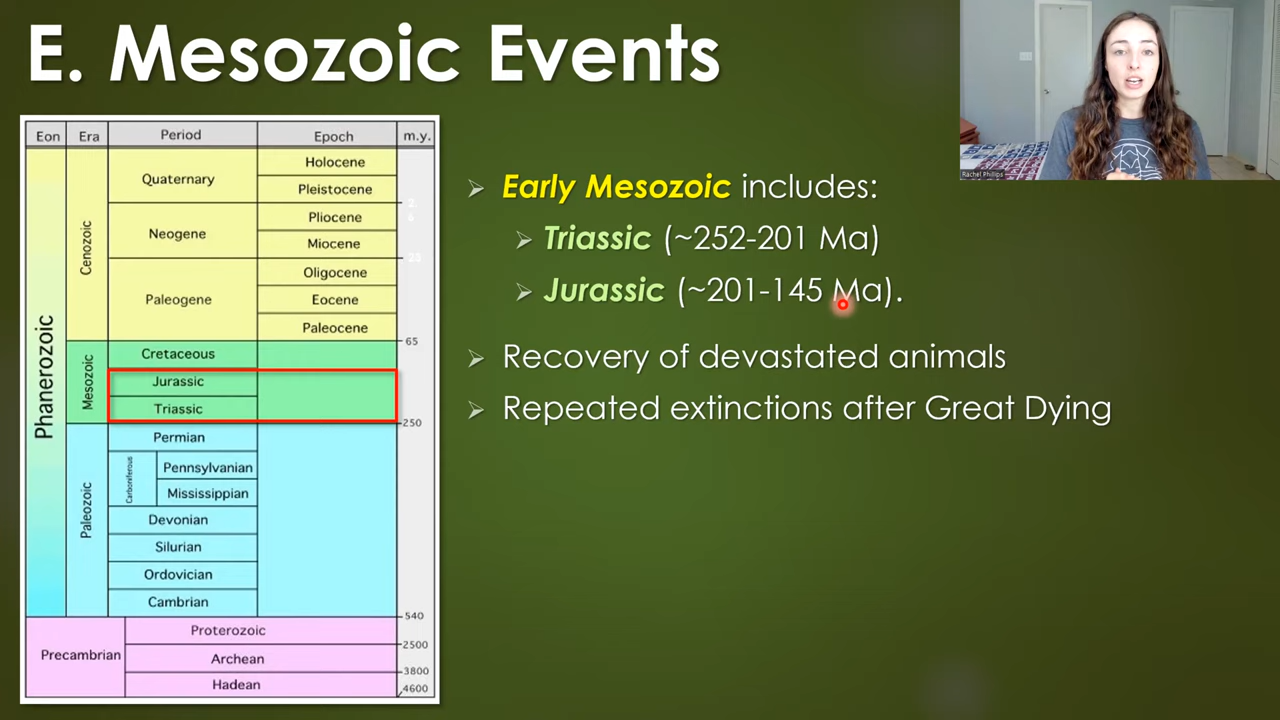 E. Mesozoic Events
Rachel Phillips
Eon Era Period Epoch m.y.
Phanerozoic
Cenozoic
Quaternary
Holocene
Pleistocene
Neogene
Pliocene
Miocene
Paleogene
Oligocene
Eocene
Paleocene
65
Mesozoic
Cretaceous
Jurassic
Triassic
250
Paleozoic
Permian
Carboniferous
Pennsylvanian
Mississippian
Devonian
Silurian
Ordovician
Cambrian
540
Precambrian
Proterozoic
2500
Archean
3800
Hadean
4600
Early Mesozoic includes:
Triassic (~252-201 Ma)
Jurassic (~201-145 Ma).
Recovery of devastated animals
Repeated extinctions after Great Dying